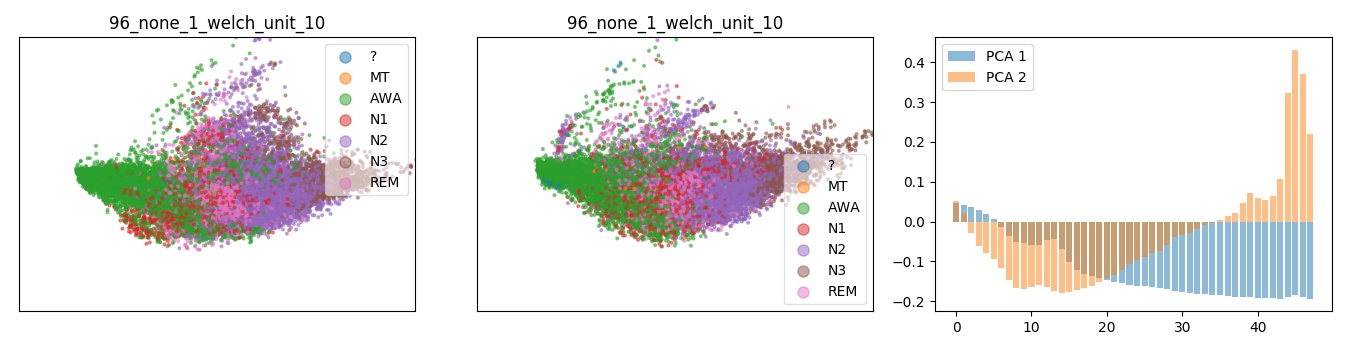 96_none_1_welch_unit_10
?
MT
AWA
N1
N2
N3
REM
96_none_1_welch_unit_10
?
MT
AWA
N1
N2
N3
REM
PCA 1
PCA 2
0.4
0.3
0.2
0.1
0.0
−0.1
−0.2
0 10 20 30 40